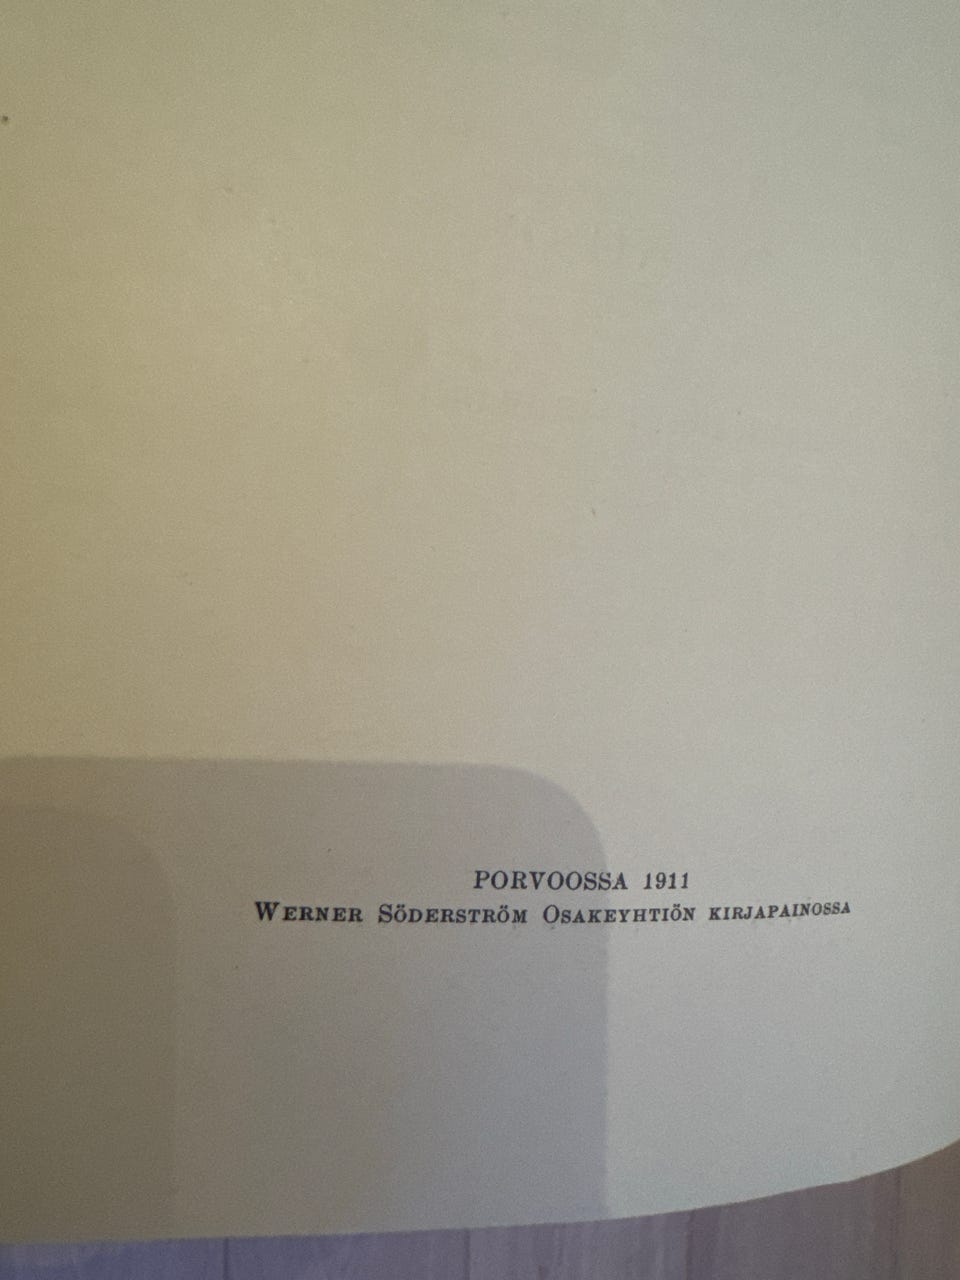 PORVOOSSA 1911
Werner Söderström Osakeyhtiön kirjapainossa